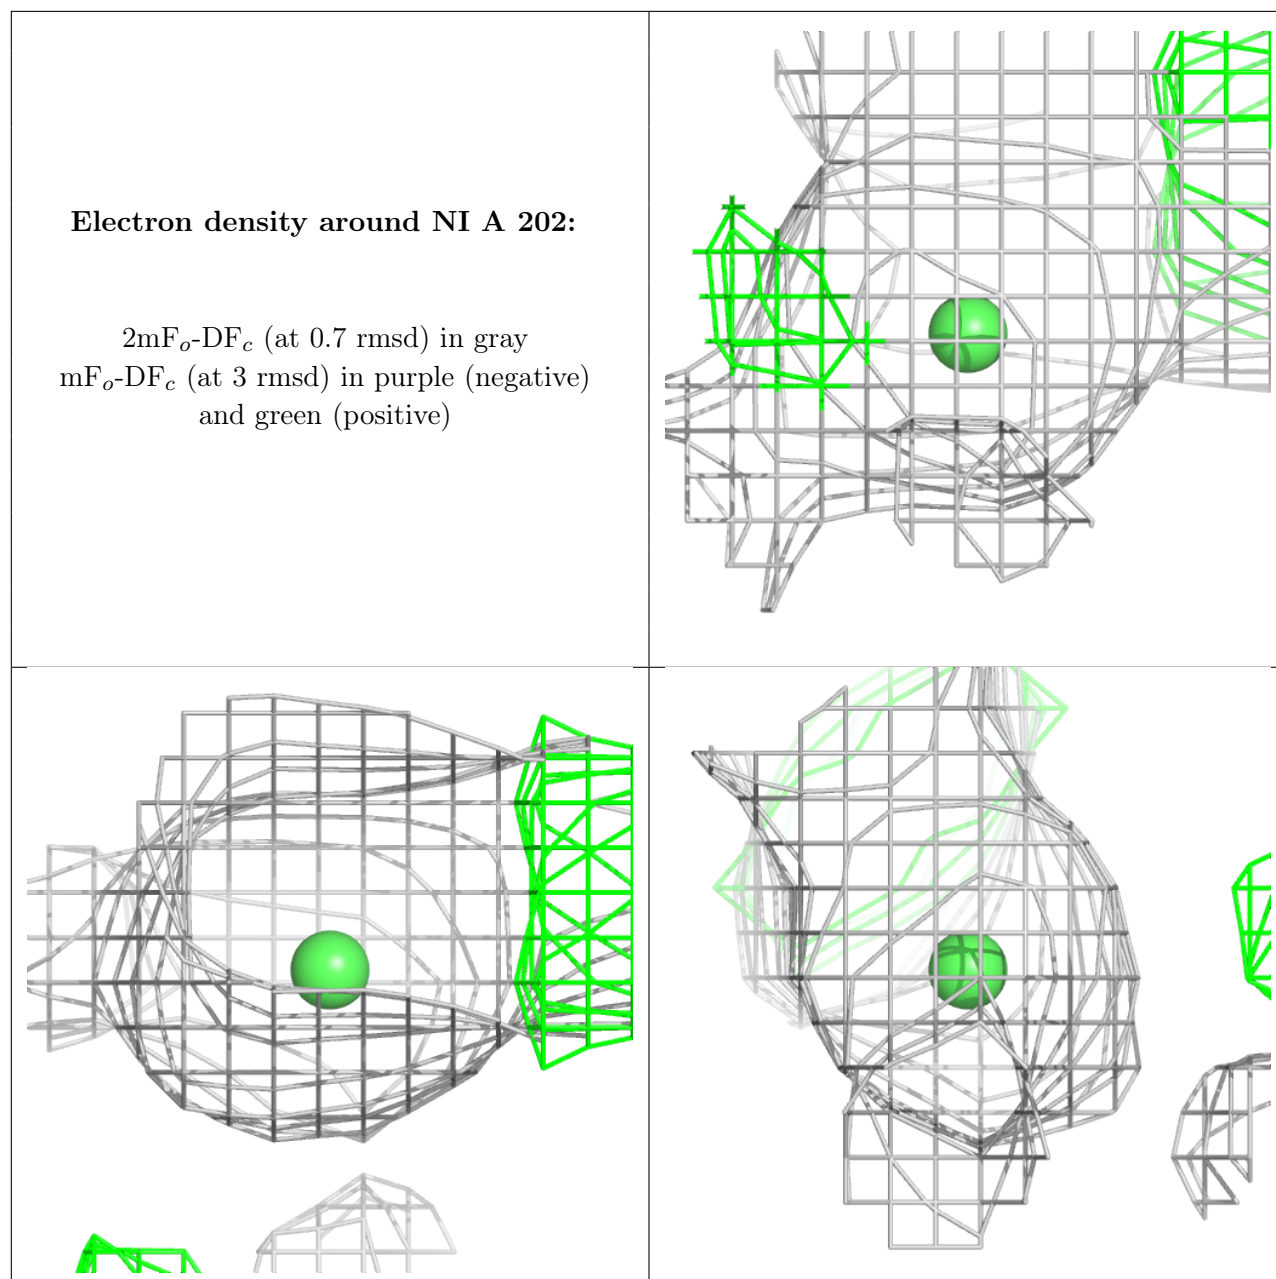 Electron density around NI A 202:
2mFo-DFc (at 0.7 rmsd) in gray
mFo-DFc (at 3 rmsd) in purple (negative)
and green (positive)